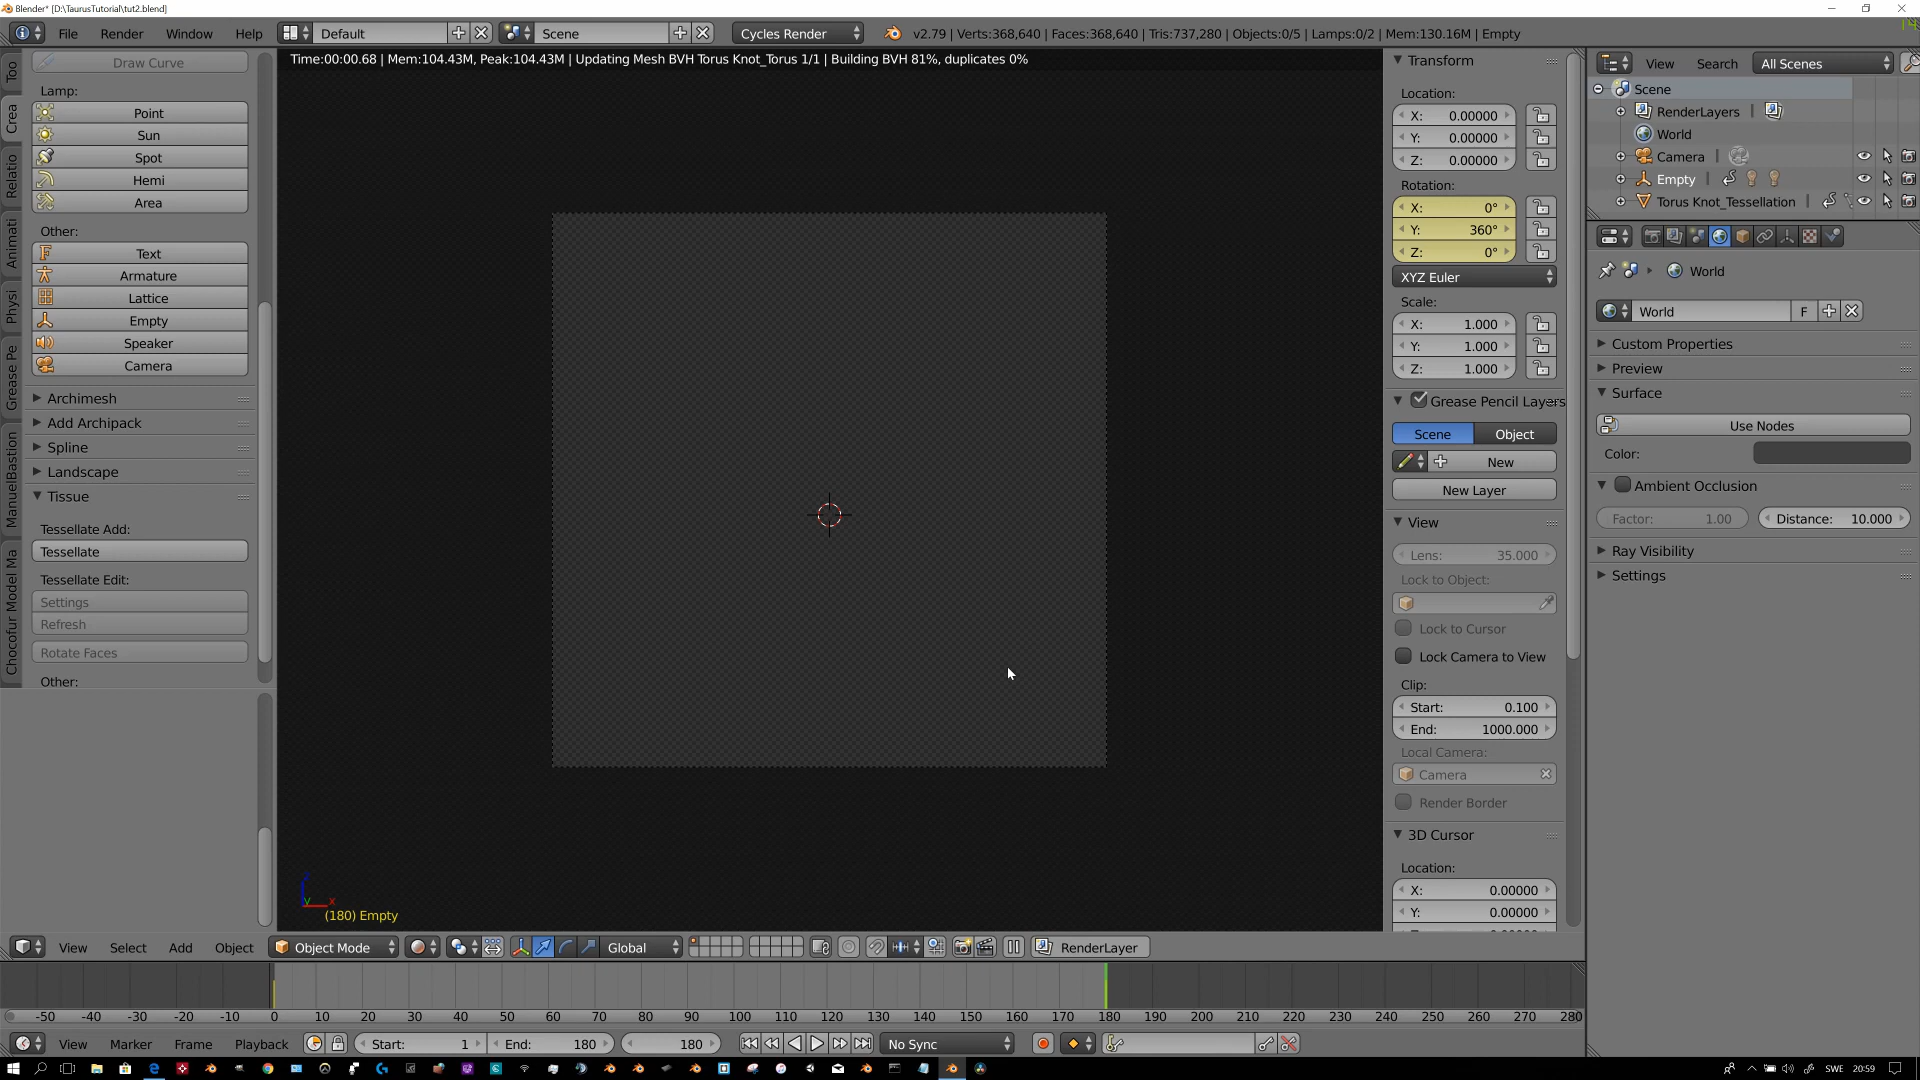 Blender* [D:\TaurusTutorial\tut2.blend]
File Render Window Help Default Scene Cycles Render v2.79 | Verts:368,640 | Faces:368,640 | Tris:737,280 | Objects:0/5 | Lamps:0/2 | Mem:130.16M | Empty
Time:00:00.68 | Mem:104.43M, Peak:104.43M | Updating Mesh BVH Torus Knot_Torus 1/1 | Building BVH 81%, duplicates 0%
Too
Crea
Relatio
Animati
Physi
Grease Pe
ManuelBastion
Chocofur Model Ma
Draw Curve
Lamp:
Point
Sun
Spot
Hemi
Area
Other:
Text
Armature
Lattice
Empty
Speaker
Camera
Archimesh
Add Archipack
Spline
Landscape
Tissue
Tessellate Add:
Tessellate
Tessellate Edit:
Settings
Refresh
Rotate Faces
Other:
(180) Empty
Transform
Location:
X: 0.00000
Y: 0.00000
Z: 0.00000
Rotation:
X: 0°
Y: 360°
Z: 0°
XYZ Euler
Scale:
X: 1.000
Y: 1.000
Z: 1.000
Grease Pencil Layers
Scene Object
New
New Layer
View
Lens: 35.000
Lock to Object:
Lock to Cursor
Lock Camera to View
Clip:
Start: 0.100
End: 1000.000
Local Camera:
Camera
Render Border
3D Cursor
Location:
X: 0.00000
Y: 0.00000
View Search All Scenes
Scene
RenderLayers |
World
Camera |
Empty |
Torus Knot_Tessellation
World
World F
Custom Properties
Preview
Surface
Use Nodes
Color:
Ambient Occlusion
Factor: 1.00 Distance: 10.000
Ray Visibility
Settings
View Select Add Object Object Mode Global RenderLayer
-50 -40 -30 -20 -10 0 10 20 30 40 50 60 70 80 90 100 110 120 130 140 150 160 170 180 190 200 210 220 230 240 250 260 270 280
View Marker Frame Playback Start: 1 End: 180 180 No Sync
SWE 20:59